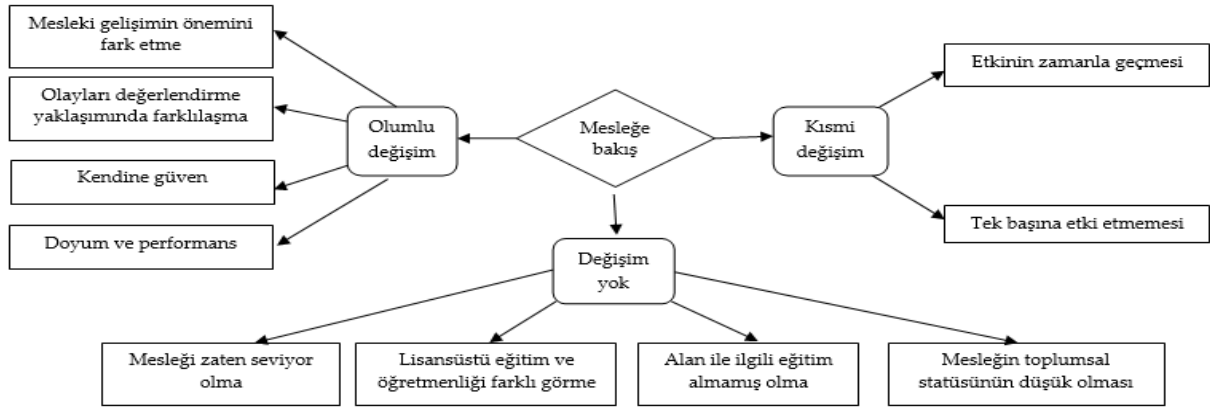 Mesleki gelişimin önemini
fark etme
Olayları değerlendirme
yaklaşımında farklılaşma
Kendine güven
Doyum ve performans
Olumlu
değişim
Mesleğe
bakış
Kısmi
değişim
Etkinin zamanla geçmesi
Tek başına etki etmemesi
Değişim
yok
Mesleği zaten seviyor
olma
Lisansüstü eğitim ve
öğretmenliği farklı görme
Alan ile ilgili eğitim
almamış olma
Mesleğin toplumsal
statüsünün düşük olması